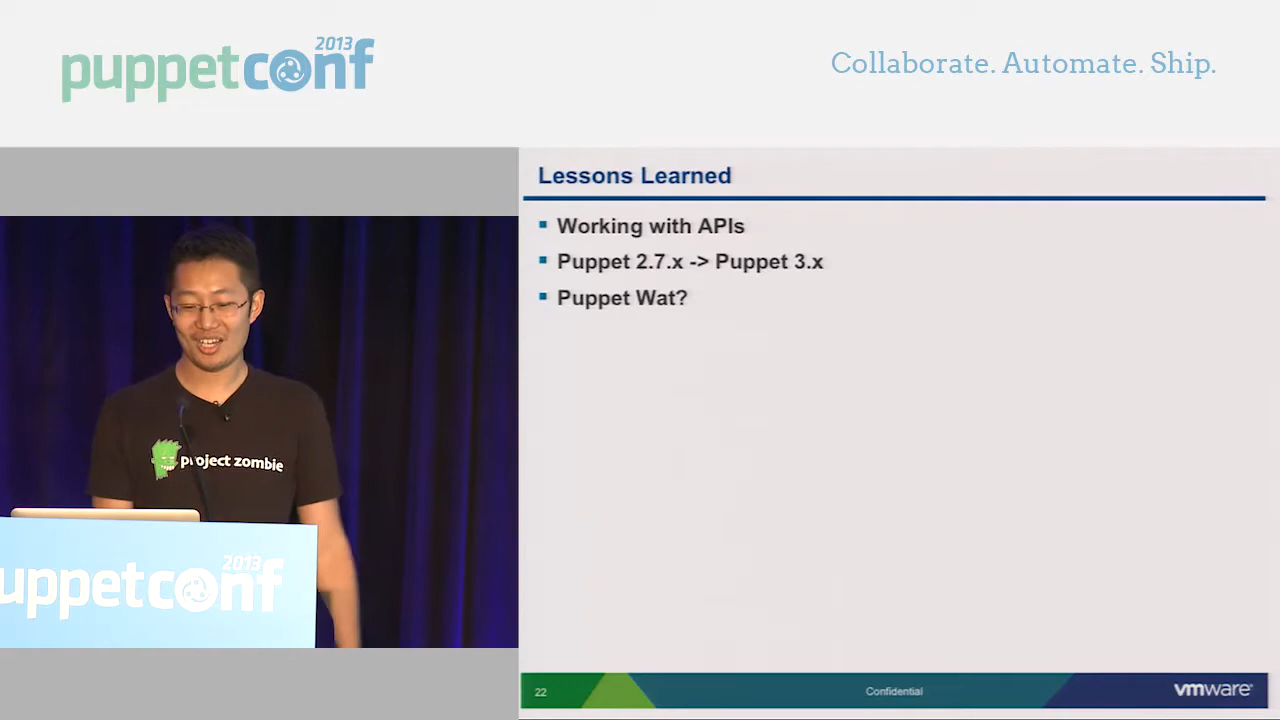 puppetconf 2013
Collaborate. Automate. Ship.
Lessons Learned
Working with APIs
Puppet 2.7.x -> Puppet 3.x
Puppet Wat?
project zombie
uppetconf 2013
22
Confidential
vmware